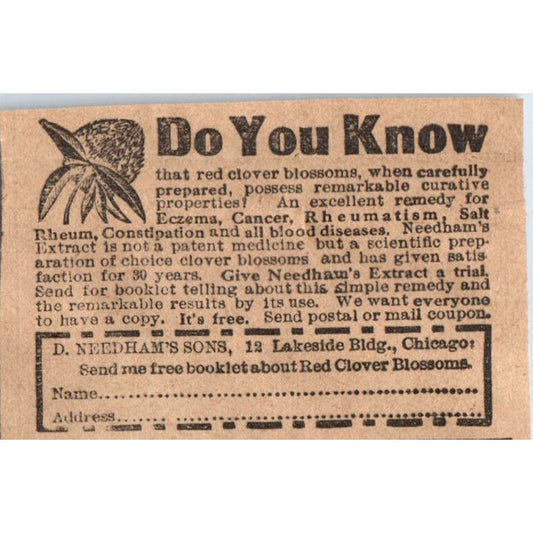 Do You Know
that red clover blossoms, when carefully
prepared, possess remarkable curative
properties? An excellent remedy for
Eczema, Cancer, Rheumatism, Salt
Rheum, Constipation and all blood diseases. Needham's
Extract is not a patent medicine but a scientific prep-
aration of choice clover blossoms and has given satis
faction for 30 years. Give Needham's Extract a trial.
Send for booklet telling about this simple remedy and
the remarkable results by its use. We want everyone
to have a copy. It's free. Send postal or mail coupon.
D. NEEDHAM'S SONS, 12 Lakeside Bldg., Chicago:
Send me free booklet about Red Clover Blossoms.
Name
Address